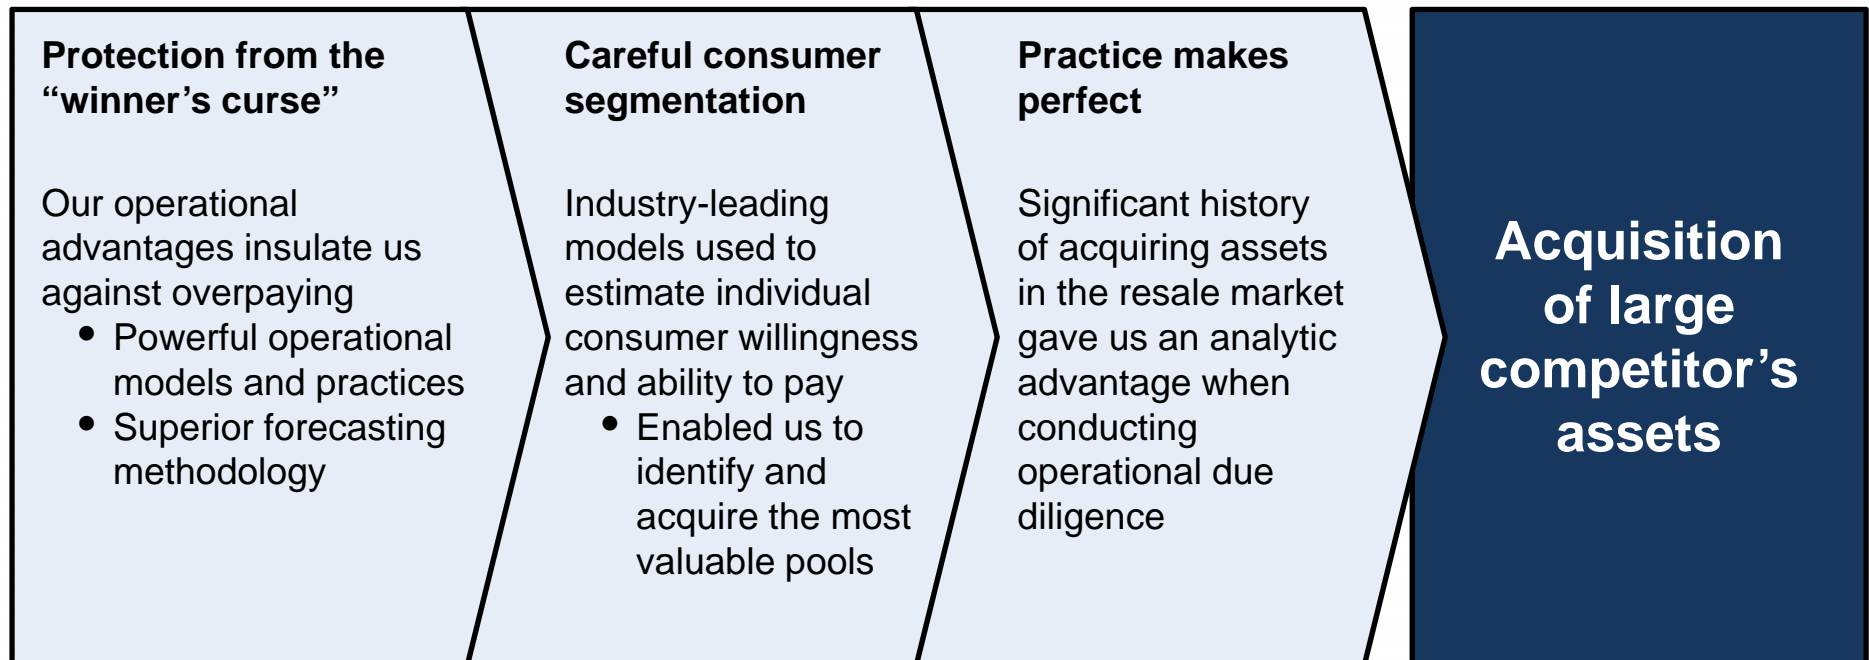 Protection from the
“winner’s curse”
Our operational
advantages insulate us
against overpaying
• Powerful operational
models and practices
• Superior forecasting
methodology
Careful consumer
segmentation
Industry-leading
models used to
estimate individual
consumer willingness
and ability to pay
• Enabled us to
identify and
acquire the most
valuable pools
Practice makes
perfect
Significant history
of acquiring assets
in the resale market
gave us an analytic
advantage when
conducting
operational due
diligence
Acquisition
of large
competitor’s
assets